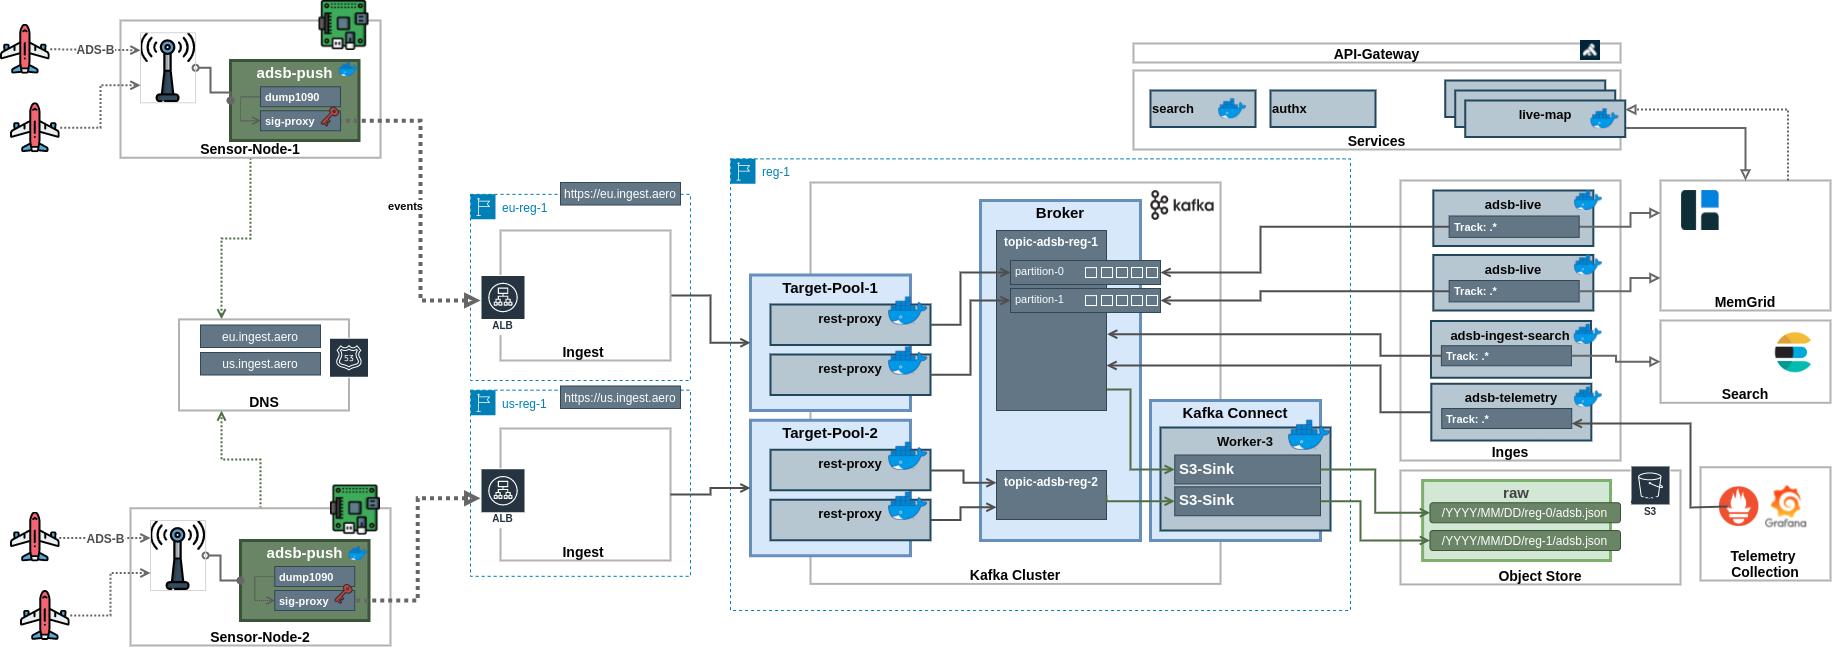 ADS-B
adsb-push
dump1090
sig-proxy
Sensor-Node-1
events
eu.ingest.aero
us.ingest.aero
53
DNS
ADS-B
adsb-push
dump1090
sig-proxy
Sensor-Node-2
https://eu.ingest.aero
eu-reg-1
ALB
Ingest
https://us.ingest.aero
us-reg-1
ALB
Ingest
reg-1
Target-Pool-1
rest-proxy
rest-proxy
Target-Pool-2
rest-proxy
rest-proxy
kafka
Broker
topic-adsb-reg-1
partition-0
partition-1
topic-adsb-reg-2
Kafka Connect
Worker-3
S3-Sink
S3-Sink
Kafka Cluster
API-Gateway
search
authx
live-map
Services
adsb-live
Track: .*
adsb-live
Track: .*
adsb-ingest-search
Track: .*
adsb-telemetry
Track: .*
Inges
MemGrid
Search
raw
/YYYY/MM/DD/reg-0/adsb.json
/YYYY/MM/DD/reg-1/adsb.json
S3
Object Store
Grafana
Telemetry
Collection